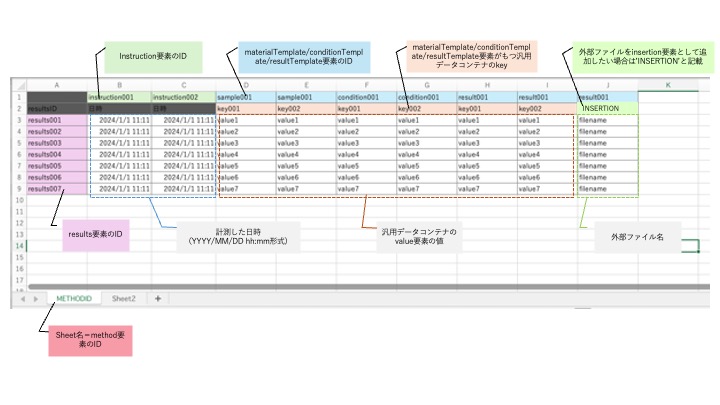 Instruction要素のID
materialTemplate/conditionTempl
ate/resultTemplate要素のID
materialTemplate/conditionTempl
ate/resultTemplate要素がもつ汎用
データコンテナのkey
外部ファイルをinsertion要素として追
加したい場合は'INSERTION'と記載
A B C D E F G H I J K
1 instruction001 instruction002 sample001 sample001 condition001 condition001 result001 result001 result001
2 resultsID 日時 日時 key001 key002 key001 key002 key001 key002 INSERTION
3 results001 2024/1/1 11:11 2024/1/1 11:11 value1 value1 value1 value1 value1 value1 filename
4 results002 2024/1/1 11:11 2024/1/1 11:11 value2 value2 value2 value2 value2 value2 filename
5 results003 2024/1/1 11:11 2024/1/1 11:11 value3 value3 value3 value3 value3 value3 filename
6 results004 2024/1/1 11:11 2024/1/1 11:11 value4 value4 value4 value4 value4 value4 filename
7 results005 2024/1/1 11:11 2024/1/1 11:11 value5 value5 value5 value5 value5 value5 filename
8 results006 2024/1/1 11:11 2024/1/1 11:11 value6 value6 value6 value6 value6 value6 filename
9 results007 2024/1/1 11:11 2024/1/1 11:11 value7 value7 value7 value7 value7 value7 filename
10
11
12
13
14
15
16
17
18
results要素のID
計測した日時
(YYYY/MM/DD hh:mm形式)
汎用データコンテナの
value要素の値
外部ファイル名
METHODID Sheet2 +
Sheet名=method要
素のID